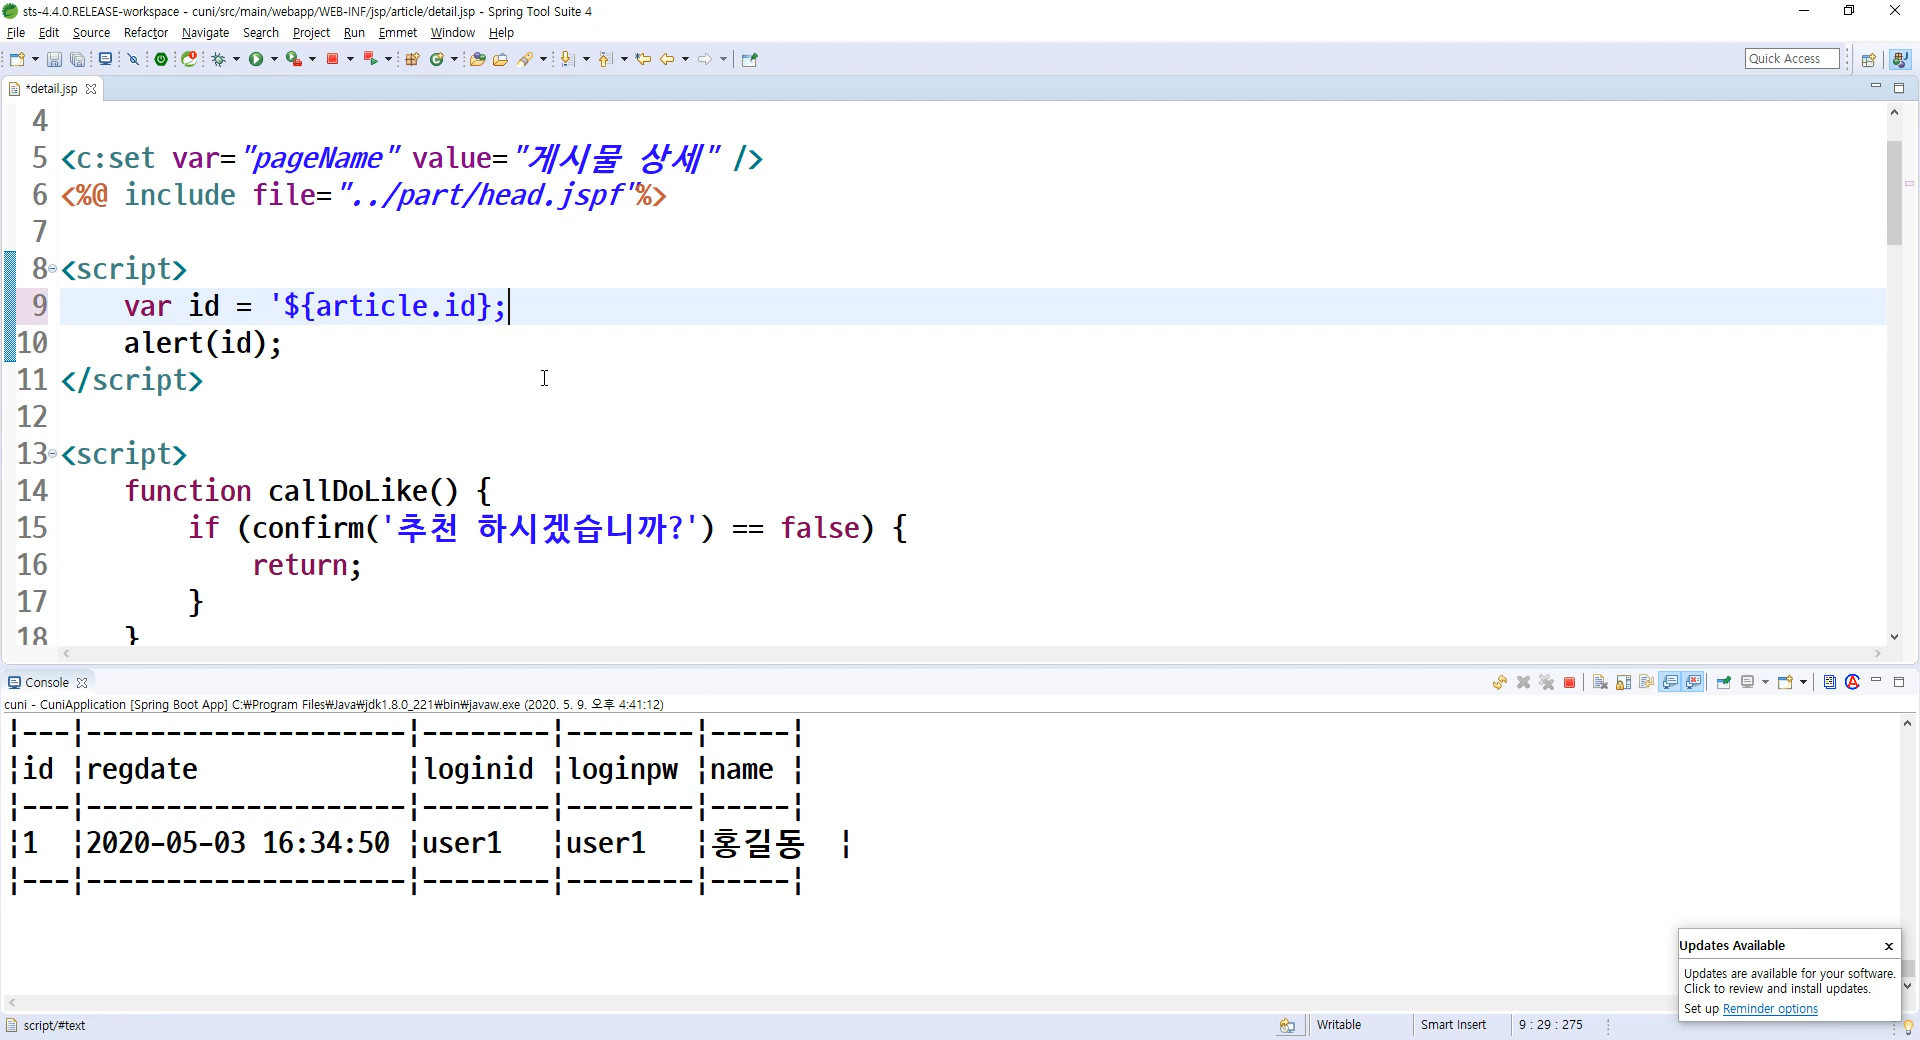 sts-4.4.0.RELEASE-workspace - cuni/src/main/webapp/WEB-INF/jsp/article/detail.jsp - Spring Tool Suite 4
File Edit Source Refactor Navigate Search Project Run Emmet Window Help
Quick Access
*detail.jsp
4
5 <c:set var="pageName" value="게시물 상세" />
6 <%@ include file="../part/head.jspf"%>
7
8 <script>
9 var id = '${article.id};
10 alert(id);
11 </script>
12
13 <script>
14 function callDoLike() {
15 if (confirm('추천 하시겠습니까?') == false) {
16 return;
17 }
18 }
Console
cuni - CuniApplication [Spring Boot App] C:₩Program Files₩Java₩jdk1.8.0_221₩bin₩javaw.exe (2020. 5. 9. 오후 4:41:12)
|---|--------------------|--------|--------|-----|
|id |regdate |loginid |loginpw |name |
|---|--------------------|--------|--------|-----|
|1 |2020-05-03 16:34:50 |user1 |user1 |홍길동 |
|---|--------------------|--------|--------|-----|
Updates Available
Updates are available for your software.
Click to review and install updates.
Set up Reminder options
script/#text
Writable
Smart Insert
9 : 29 : 275